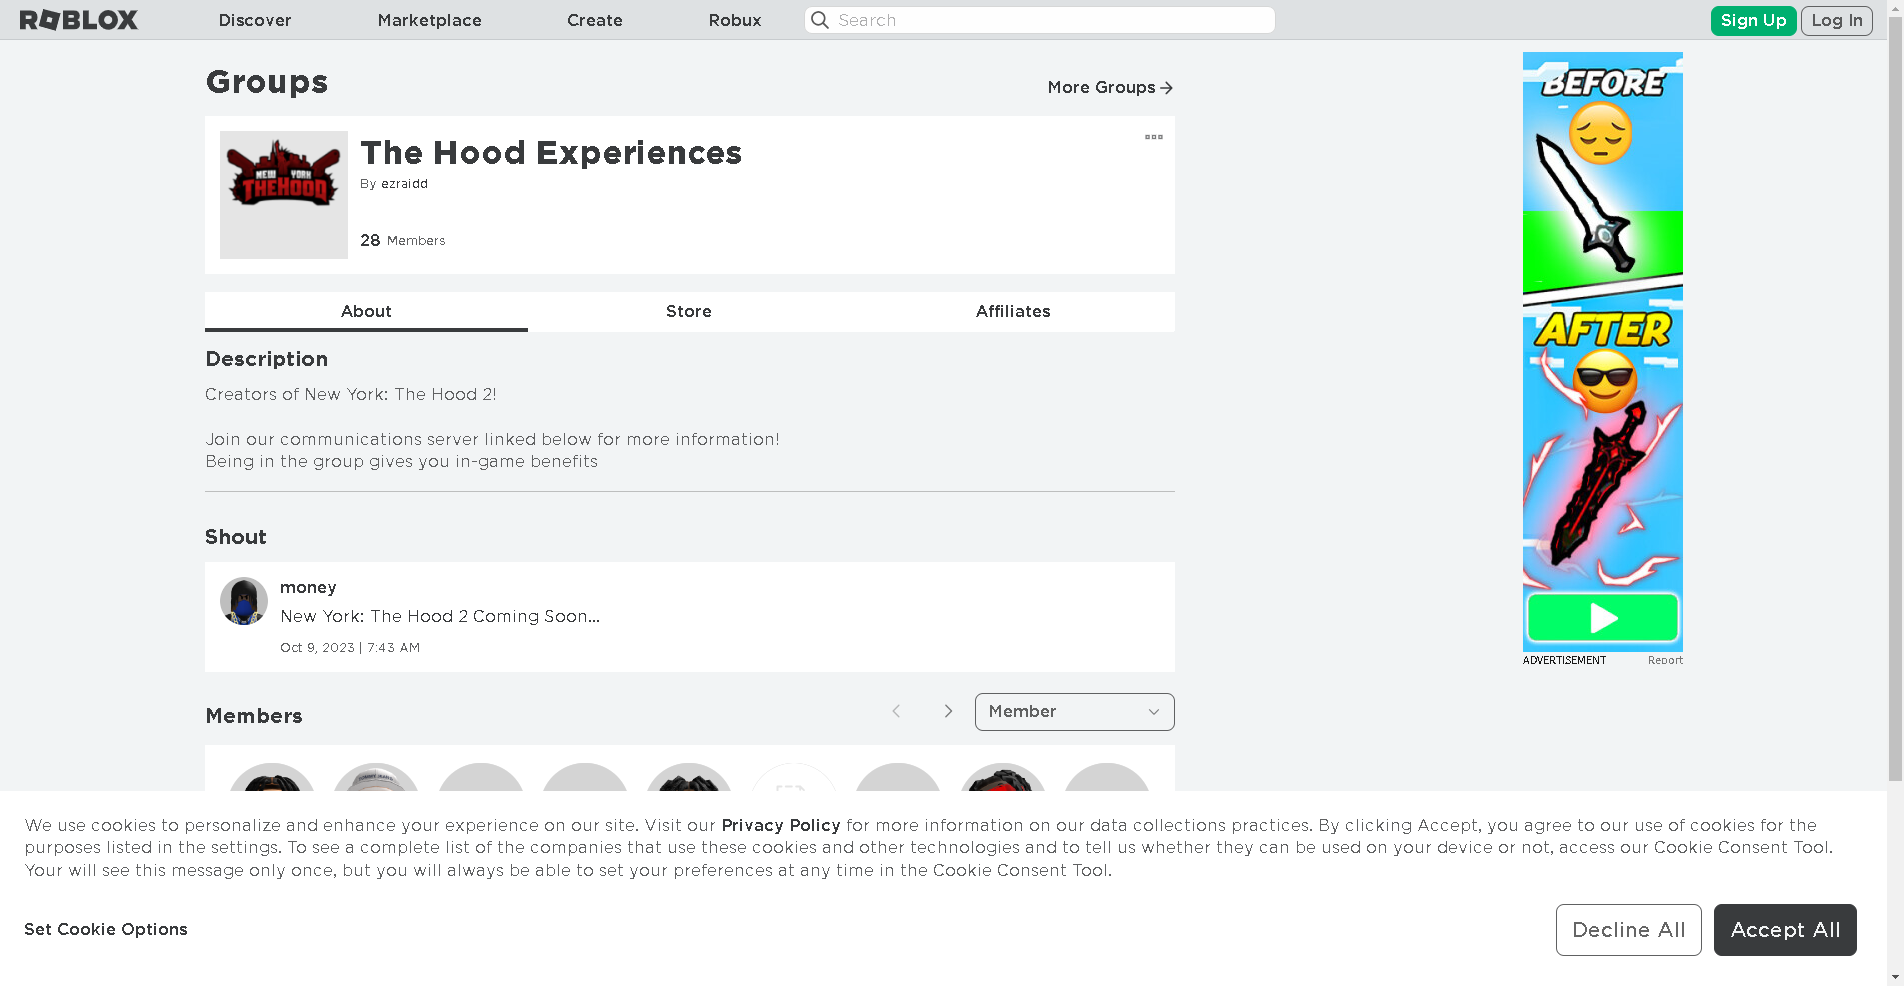 ROBLOX Discover Marketplace Create Robux Search Sign Up Log In
Groups
More Groups
NEW YORK
THE HOOD
The Hood Experiences
By ezraidd
28 Members
About Store Affiliates
Description
Creators of New York: The Hood 2!
Join our communications server linked below for more information!
Being in the group gives you in-game benefits
Shout
money
New York: The Hood 2 Coming Soon...
Oct 9, 2023 | 7:43 AM
Members
Member
BEFORE
AFTER
ADVERTISEMENT Report
We use cookies to personalize and enhance your experience on our site. Visit our Privacy Policy for more information on our data collections practices. By clicking Accept, you agree to our use of cookies for the
purposes listed in the settings. To see a complete list of the companies that use these cookies and other technologies and to tell us whether they can be used on your device or not, access our Cookie Consent Tool.
Your will see this message only once, but you will always be able to set your preferences at any time in the Cookie Consent Tool.
Set Cookie Options
Decline All Accept All